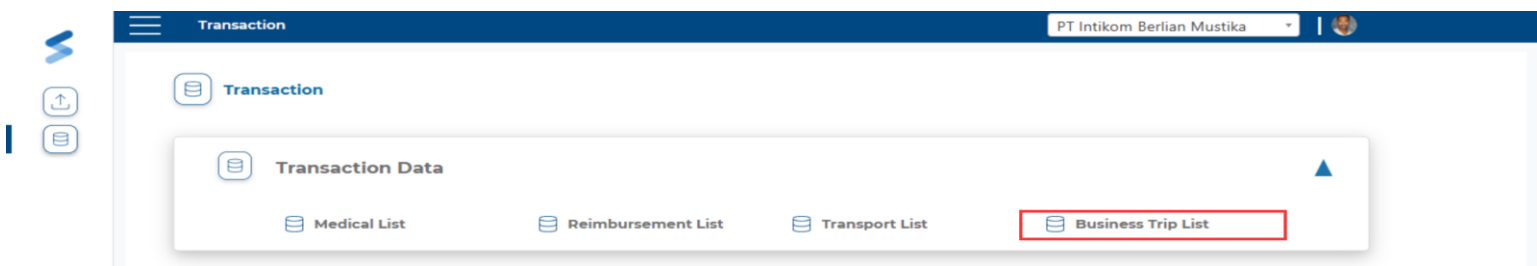 Transaction
PT Intikom Berlian Mustika
Transaction
Transaction Data
Medical List
Reimbursement List
Transport List
Business Trip List